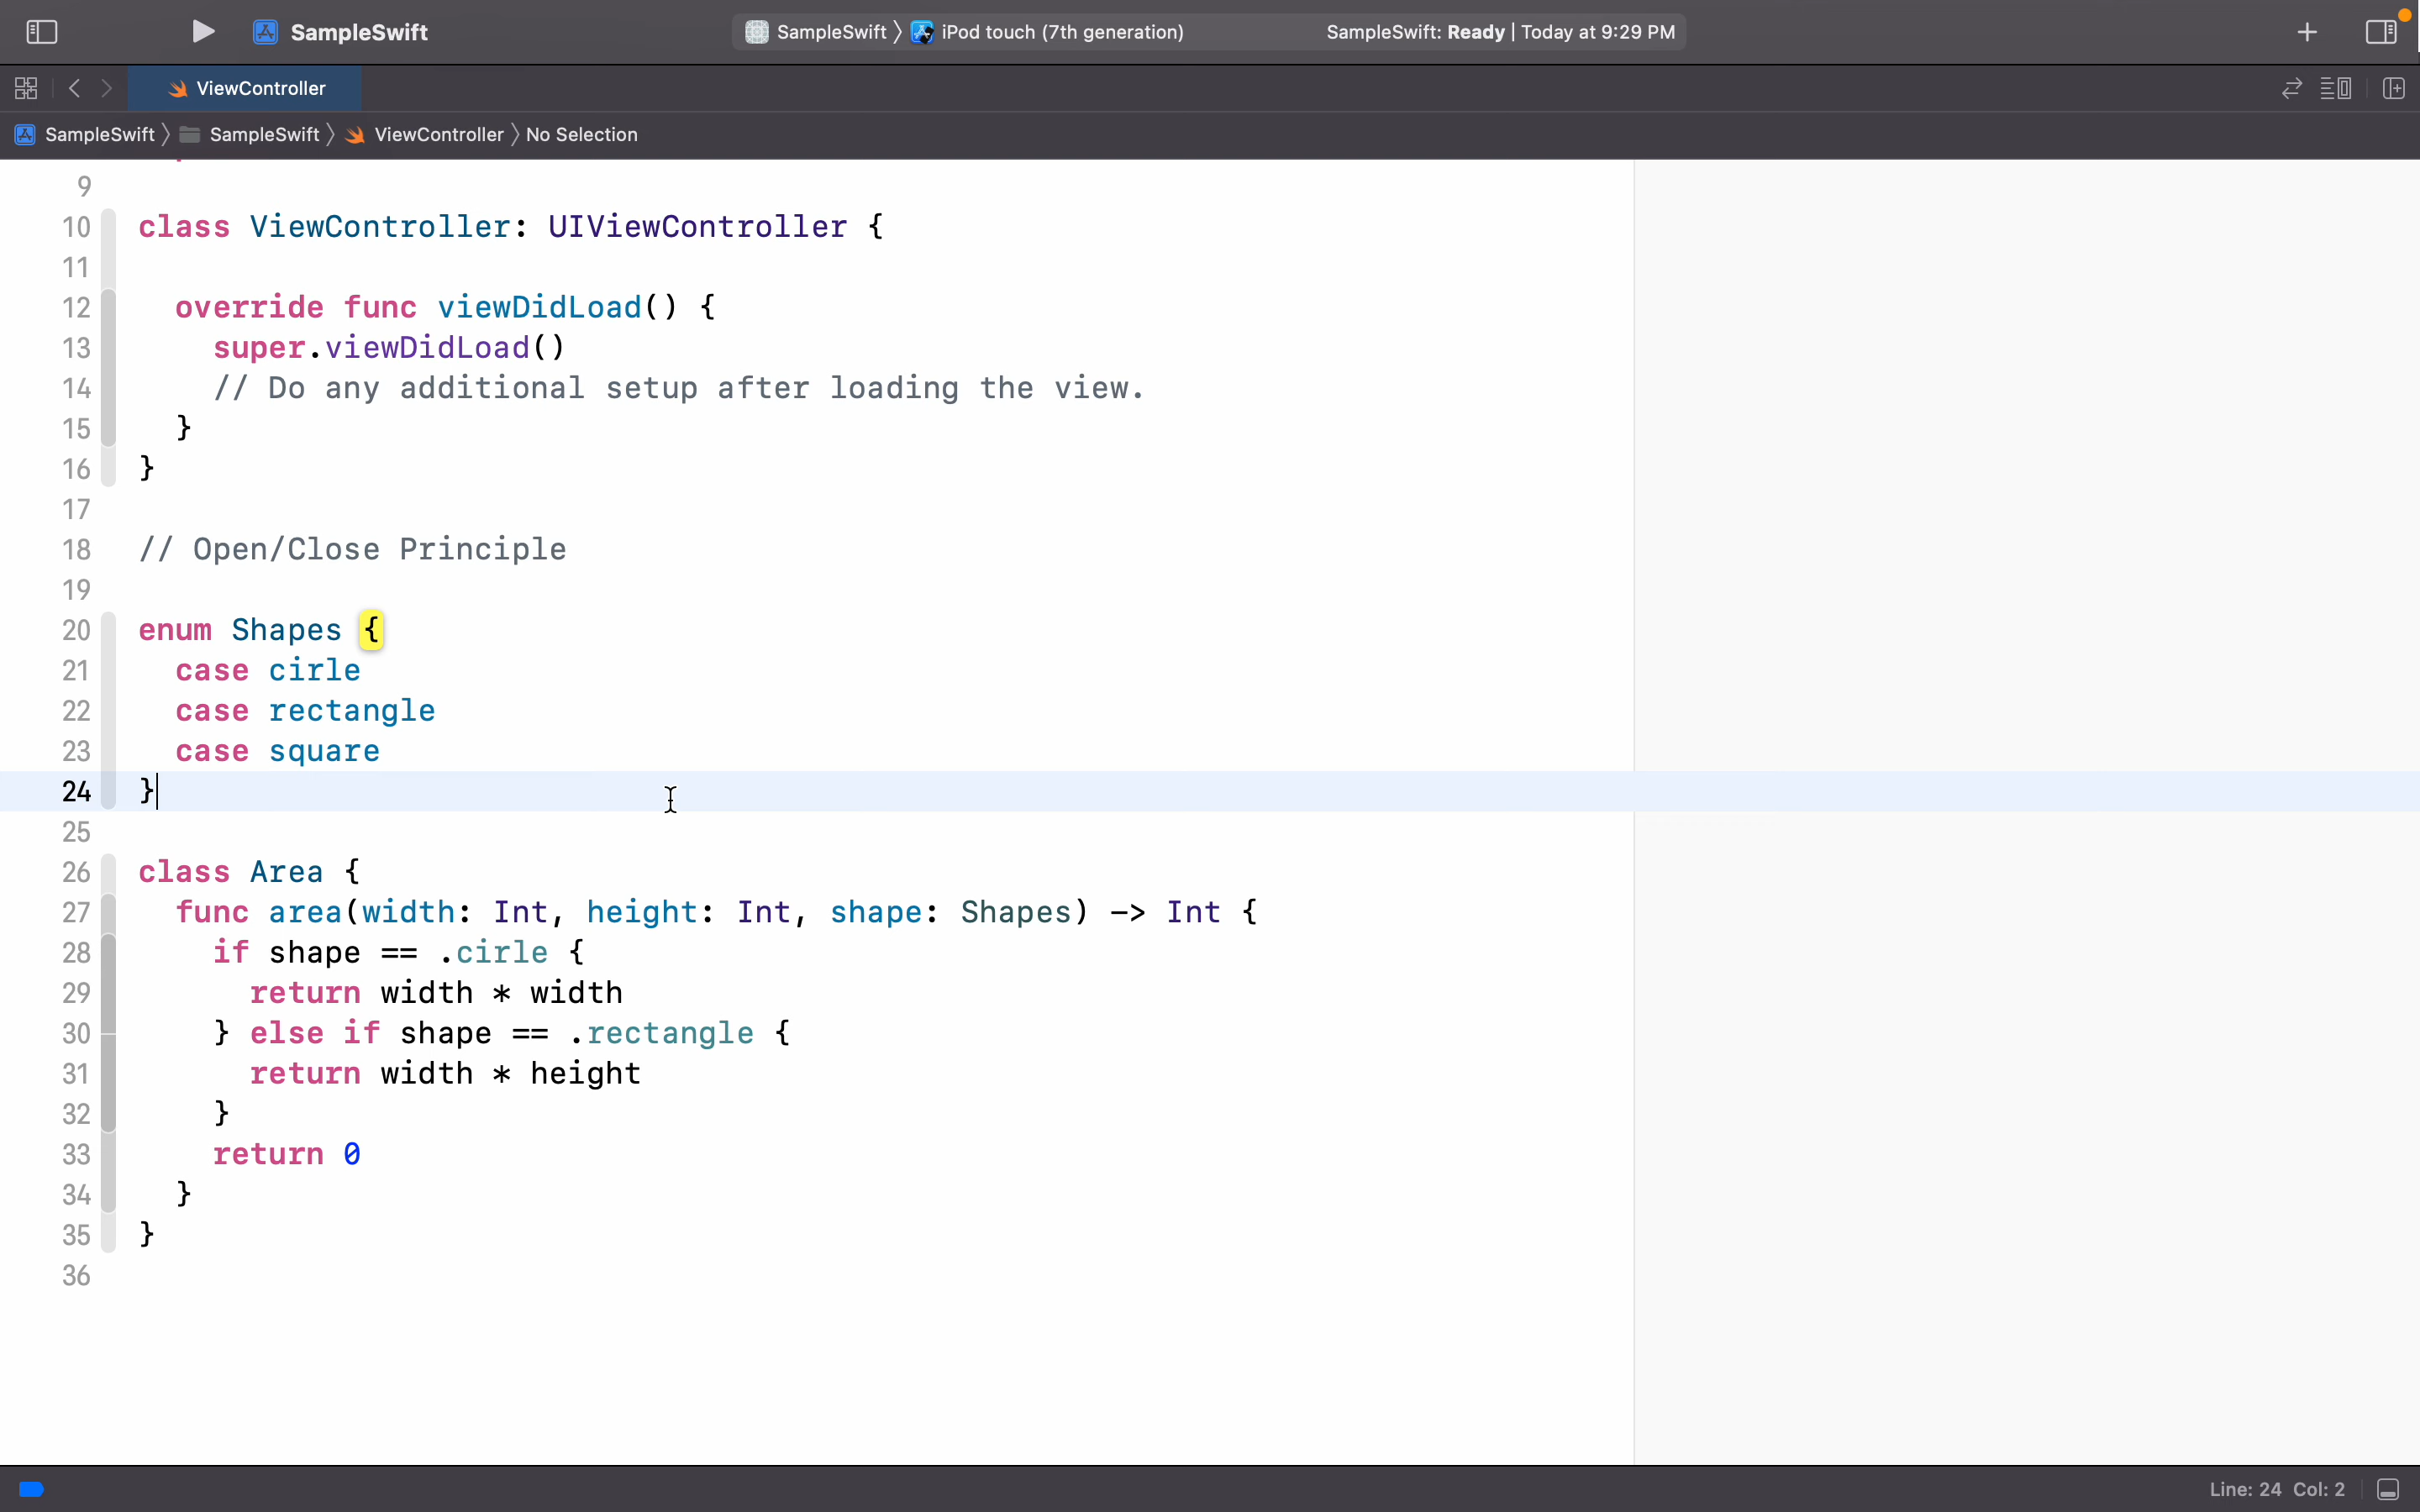 SampleSwift
SampleSwift 〉 iPod touch (7th generation) SampleSwift: Ready | Today at 9:29 PM
ViewController
SampleSwift 〉 SampleSwift 〉 ViewController 〉 No Selection
9
10 class ViewController: UIViewController {
11
12 override func viewDidLoad() {
13 super.viewDidLoad()
14 // Do any additional setup after loading the view.
15 }
16 }
17
18 // Open/Close Principle
19
20 enum Shapes {
21 case cirle
22 case rectangle
23 case square
24 }
25
26 class Area {
27 func area(width: Int, height: Int, shape: Shapes) -> Int {
28 if shape == .cirle {
29 return width * width
30 } else if shape == .rectangle {
31 return width * height
32 }
33 return 0
34 }
35 }
36
Line: 24 Col: 2